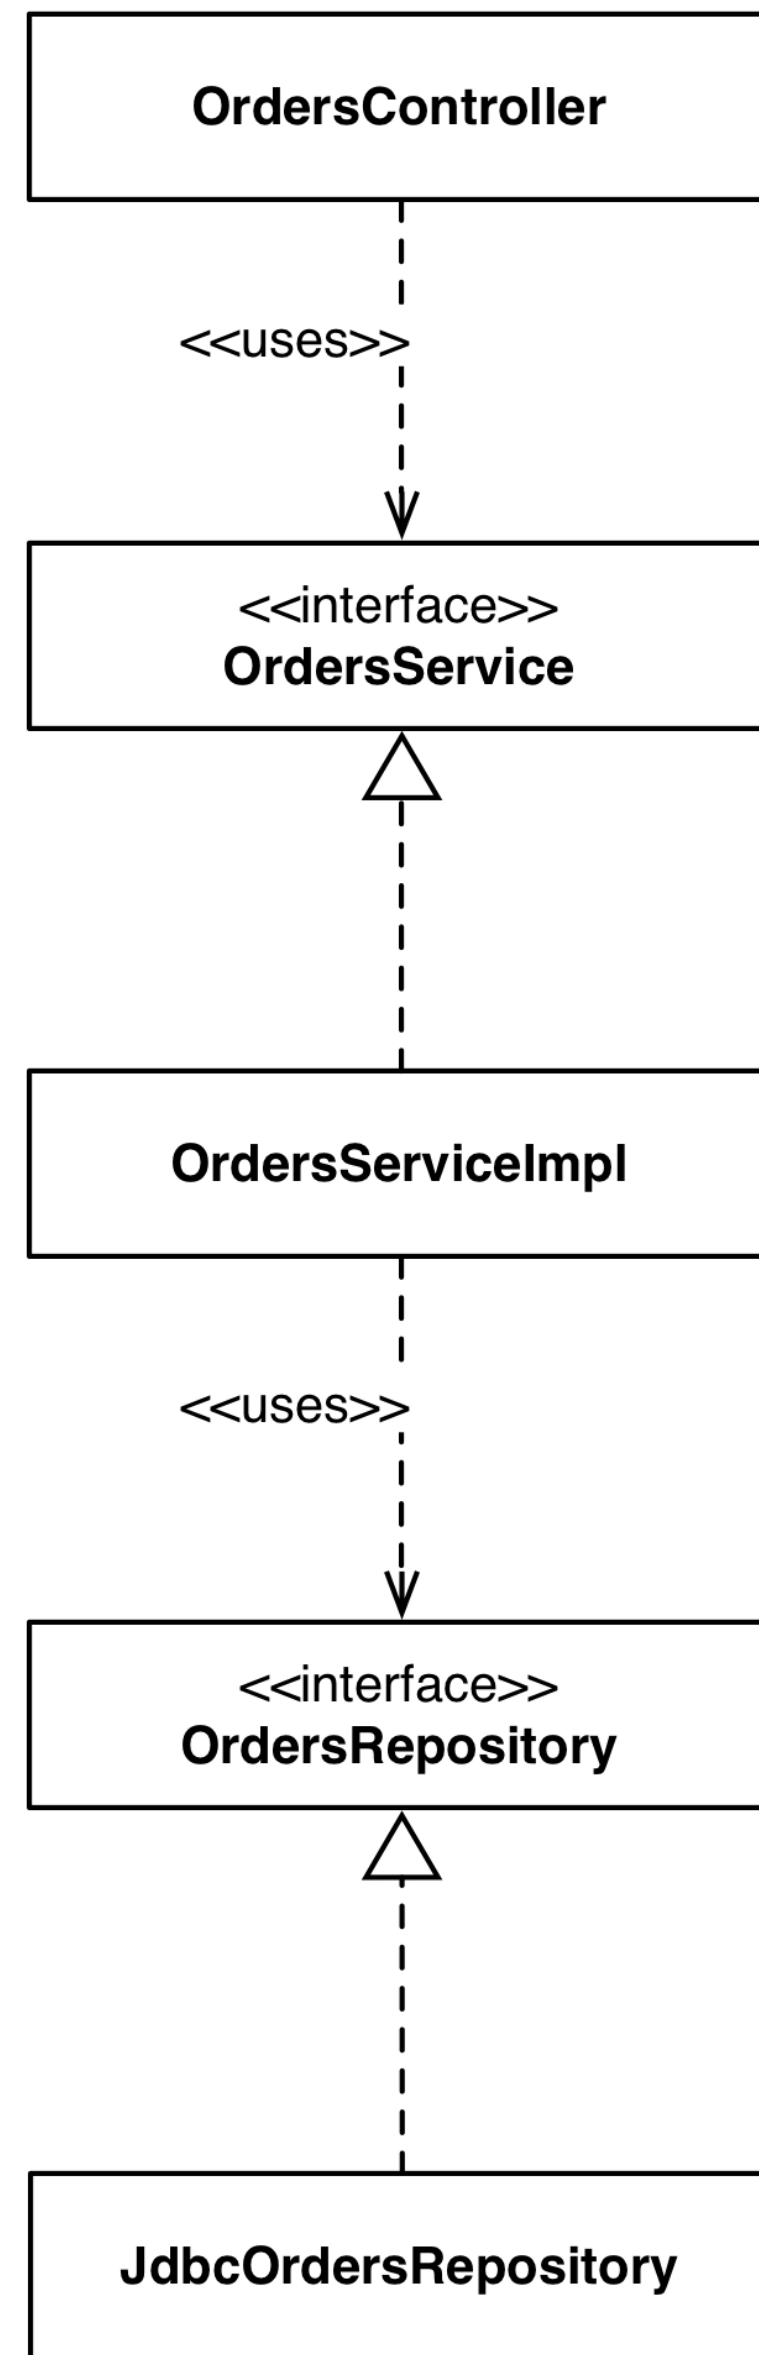 OrdersController
<<uses>>
<<interface>>
OrdersService
OrdersServiceImpl
<<uses>>
<<interface>>
OrdersRepository
JdbcOrdersRepository